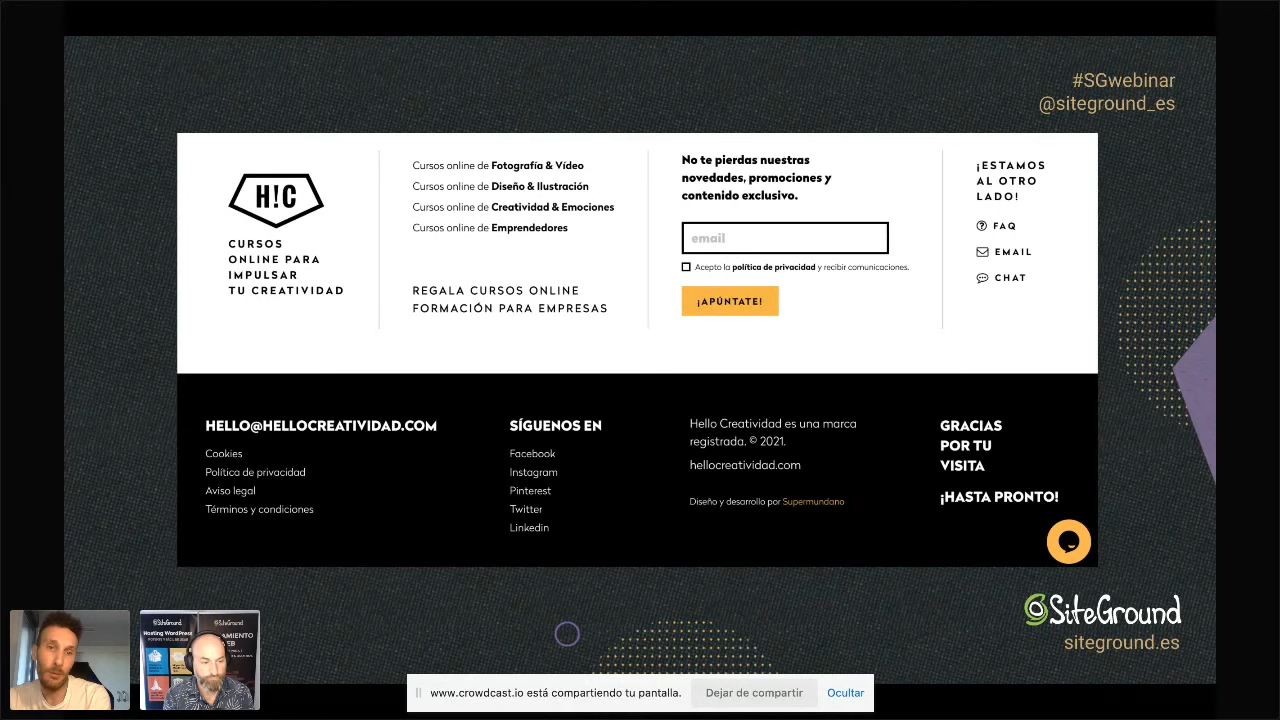 #SGwebinar
@siteground_es
H!C
CURSOS
ONLINE PARA
IMPULSAR
TU CREATIVIDAD
Cursos online de Fotografía & Vídeo
Cursos online de Diseño & Ilustración
Cursos online de Creatividad & Emociones
Cursos online de Emprendedores
REGALA CURSOS ONLINE
FORMACIÓN PARA EMPRESAS
No te pierdas nuestras
novedades, promociones y
contenido exclusivo.
email
Acepto la política de privacidad y recibir comunicaciones.
¡APÚNTATE!
¡ESTAMOS
AL OTRO
LADO!
FAQ
EMAIL
CHAT
HELLO@HELLOCREATIVIDAD.COM
Cookies
Política de privacidad
Aviso legal
Términos y condiciones
SÍGUENOS EN
Facebook
Instagram
Pinterest
Twitter
Linkedin
Hello Creatividad es una marca
registrada. © 2021.
hellocreatividad.com
Diseño y desarrollo por Supermundano
GRACIAS
POR TU
VISITA
¡HASTA PRONTO!
SiteGround
siteground.es
SiteGround
Hosting WordPress
SiteGround
www.crowdcast.io está compartiendo tu pantalla.
Dejar de compartir
Ocultar